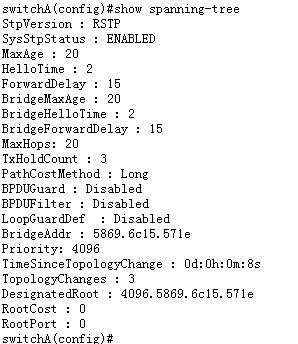 switchA(config)#show spanning-tree
StpVersion : RSTP
SysStpStatus : ENABLED
MaxAge : 20
HelloTime : 2
ForwardDelay : 15
BridgeMaxAge : 20
BridgeHelloTime : 2
BridgeForwardDelay : 15
MaxHops: 20
TxHoldCount : 3
PathCostMethod : Long
BPDUGuard : Disabled
BPDUFilter : Disabled
LoopGuardDef  : Disabled
BridgeAddr : 5869.6c15.571e
Priority: 4096
TimeSinceTopologyChange : 0d:0h:0m:8s
TopologyChanges : 3
DesignatedRoot : 4096.5869.6c15.571e
RootCost : 0
RootPort : 0
switchA(config)#